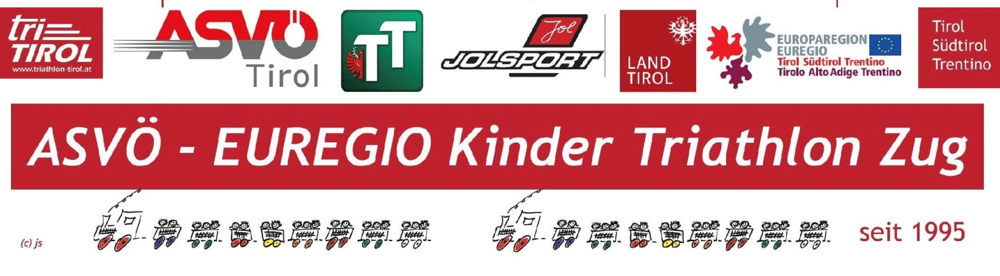 tri
TIROL
www.triathlon-tirol.at
ASVÖ
Tirol
TT
Jol
JOLSPORT
LAND
TIROL
EUROPAREGION
EUREGIO
Tirol Südtirol Trentino
Tirolo Alto Adige Trentino
Tirol
Südtirol
Trentino
ASVÖ - EUREGIO Kinder Triathlon Zug
(c) js
seit 1995